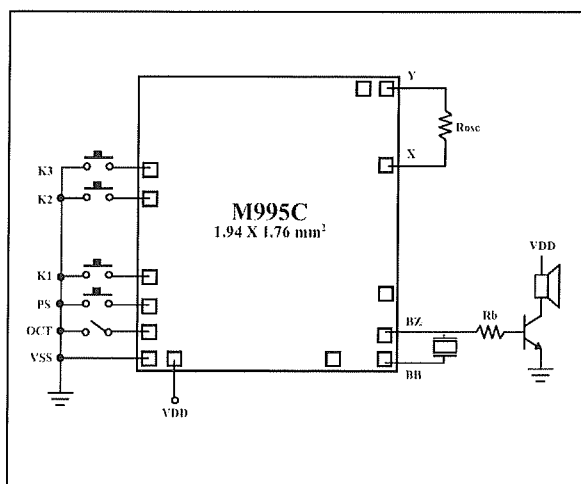 Y
Rosc
X
K3
K2
M995C
1.94 X 1.76 mm²
VDD
K1
PS
BZ
Rb
OCT
VSS
BB
VDD